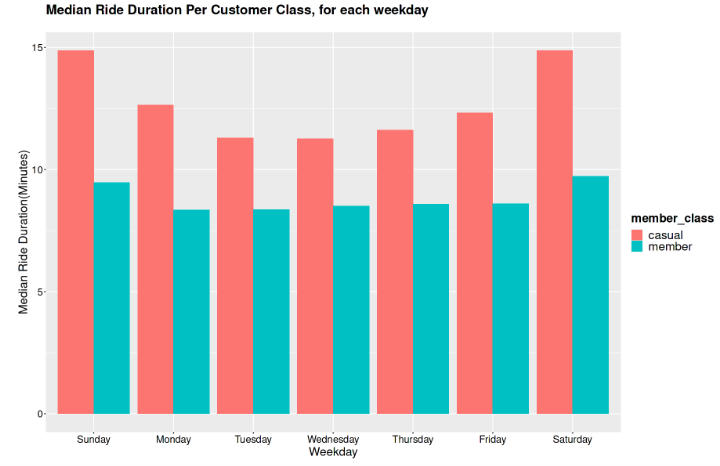 Median Ride Duration Per Customer Class, for each weekday
Median Ride Duration(Minutes)
15
10
5
0
Sunday Monday Tuesday Wednesday Thursday Friday Saturday
Weekday
member_class
casual
member